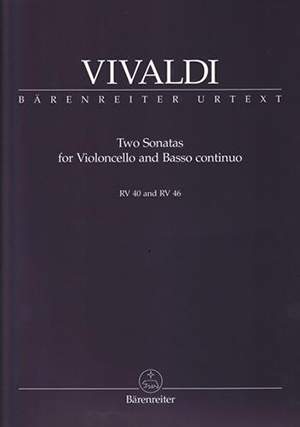 VIVALDI
BÄRENREITER URTEXT
Two Sonatas
for Violoncello and Basso continuo
RV 40 and RV 46
Bärenreiter